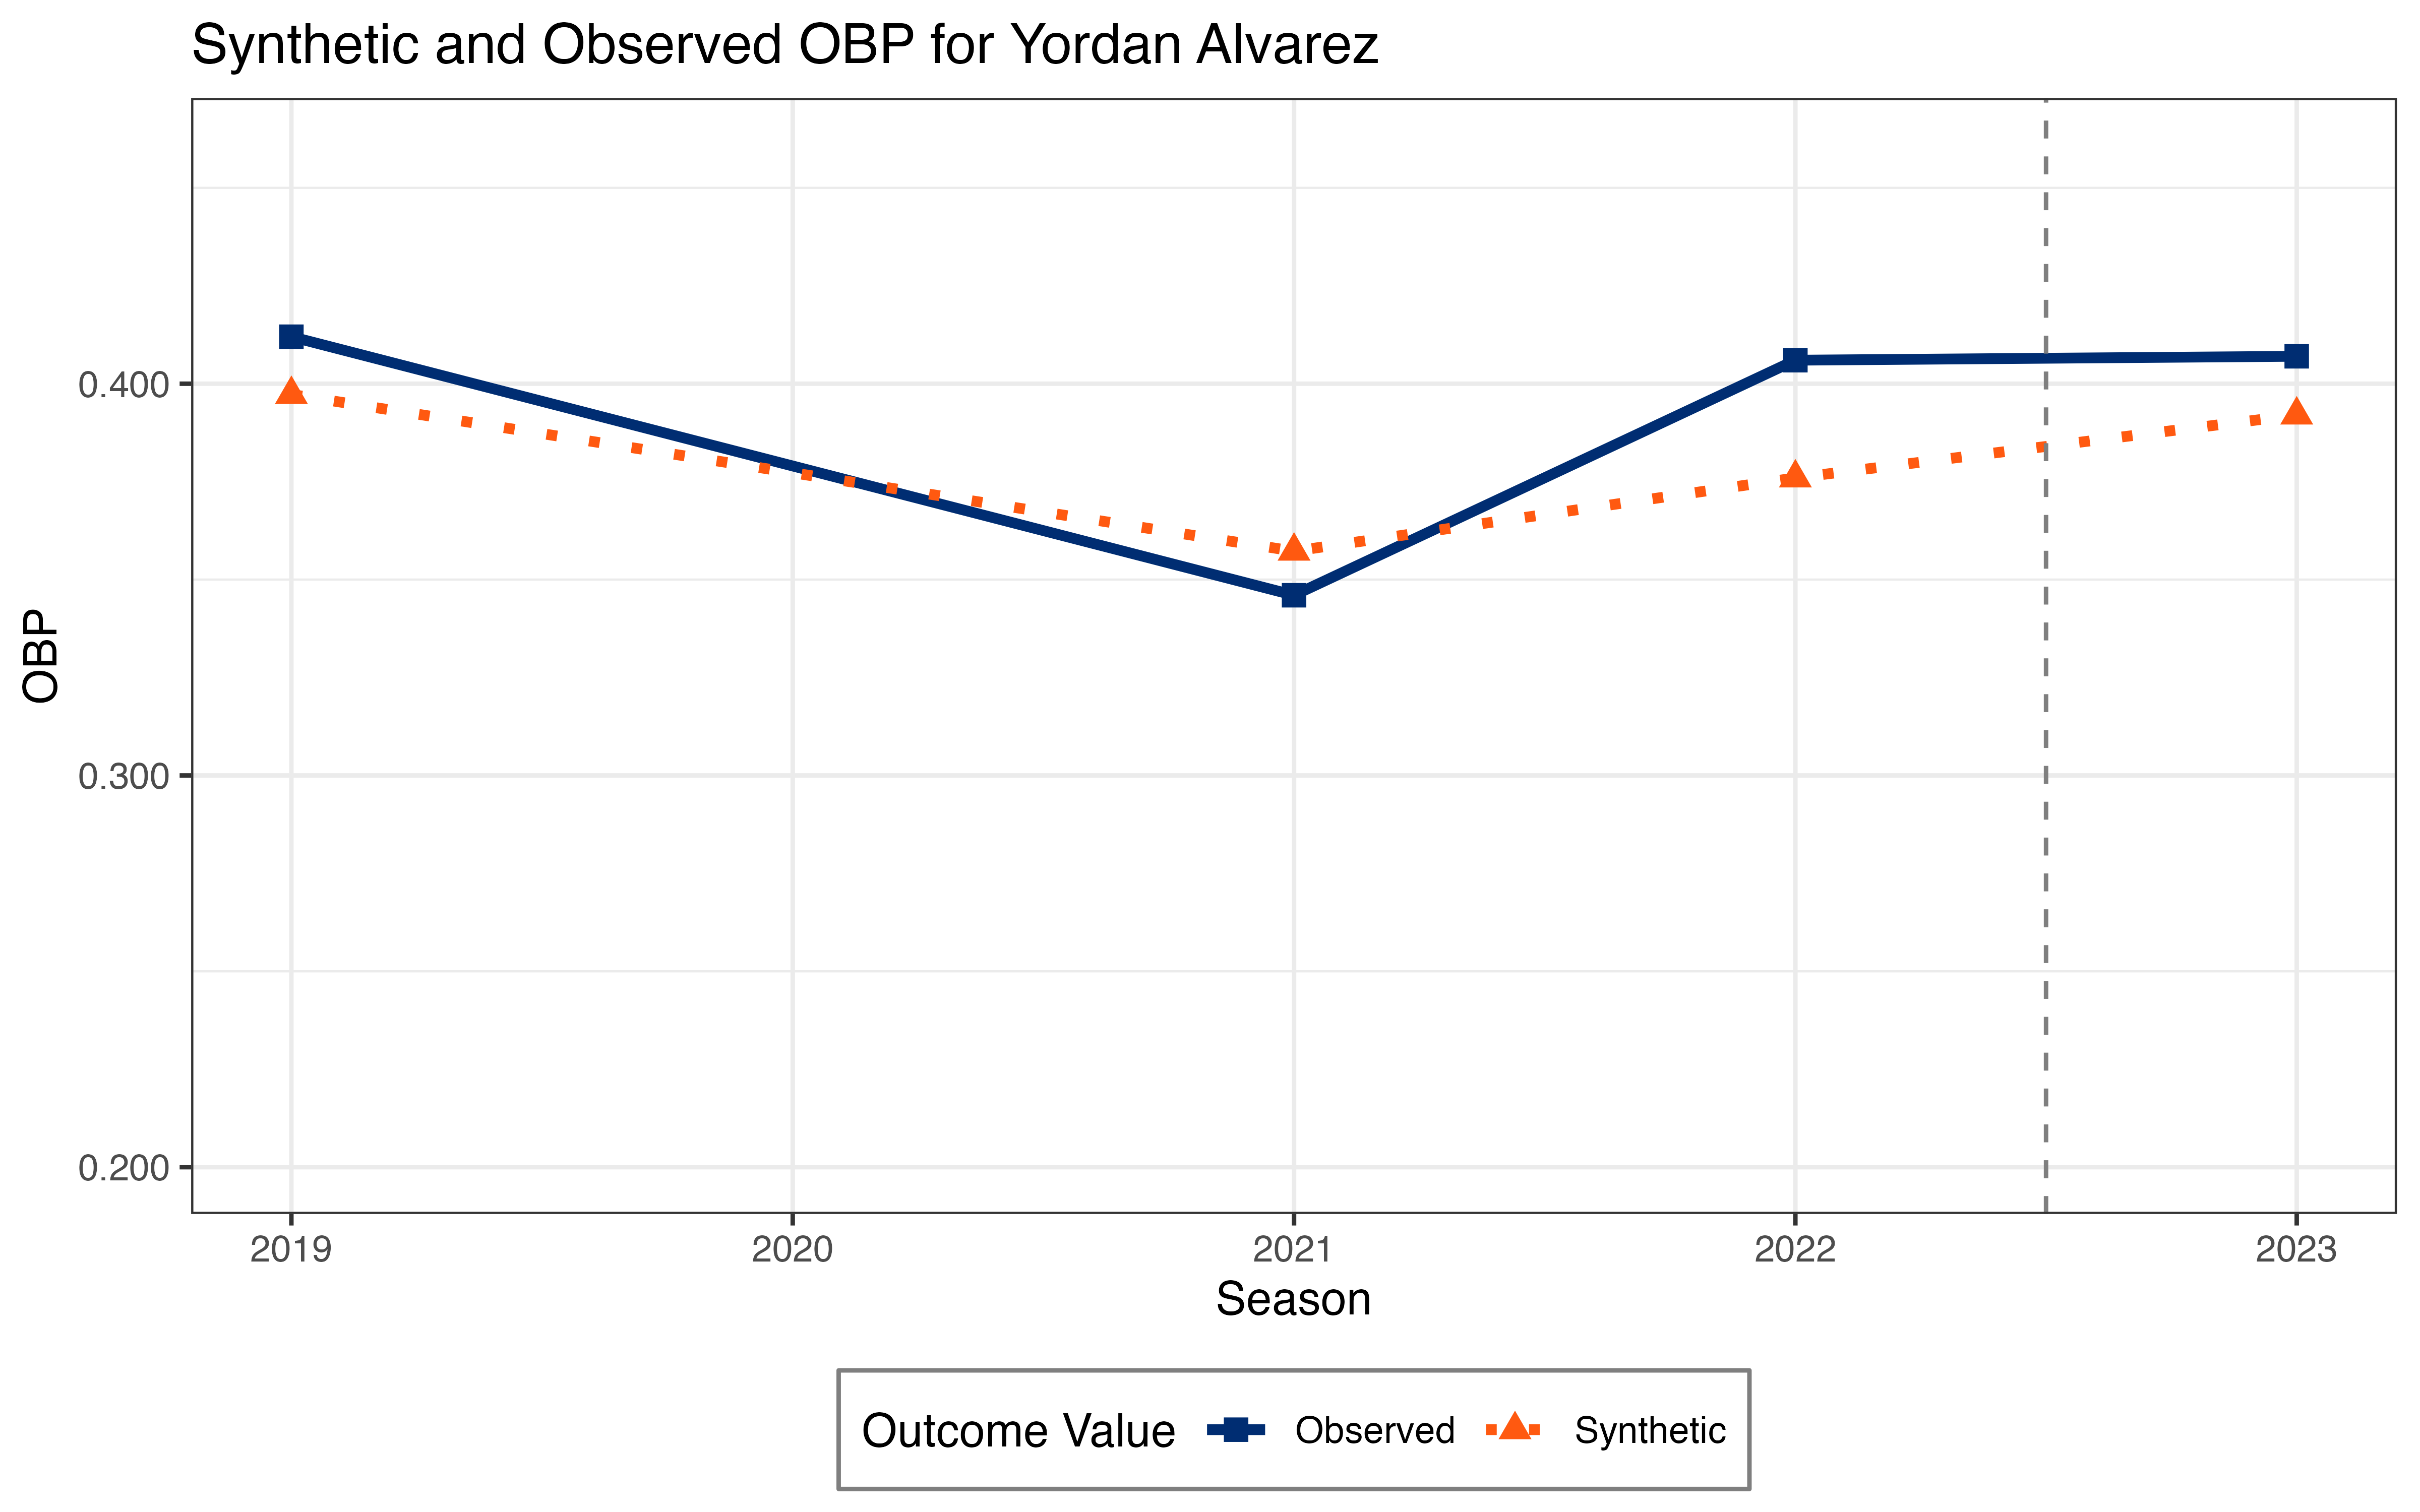 Synthetic and Observed OBP for Yordan Alvarez
OBP
0.400
0.300
0.200
2019 2020 2021 2022 2023
Season
Outcome Value Observed Synthetic